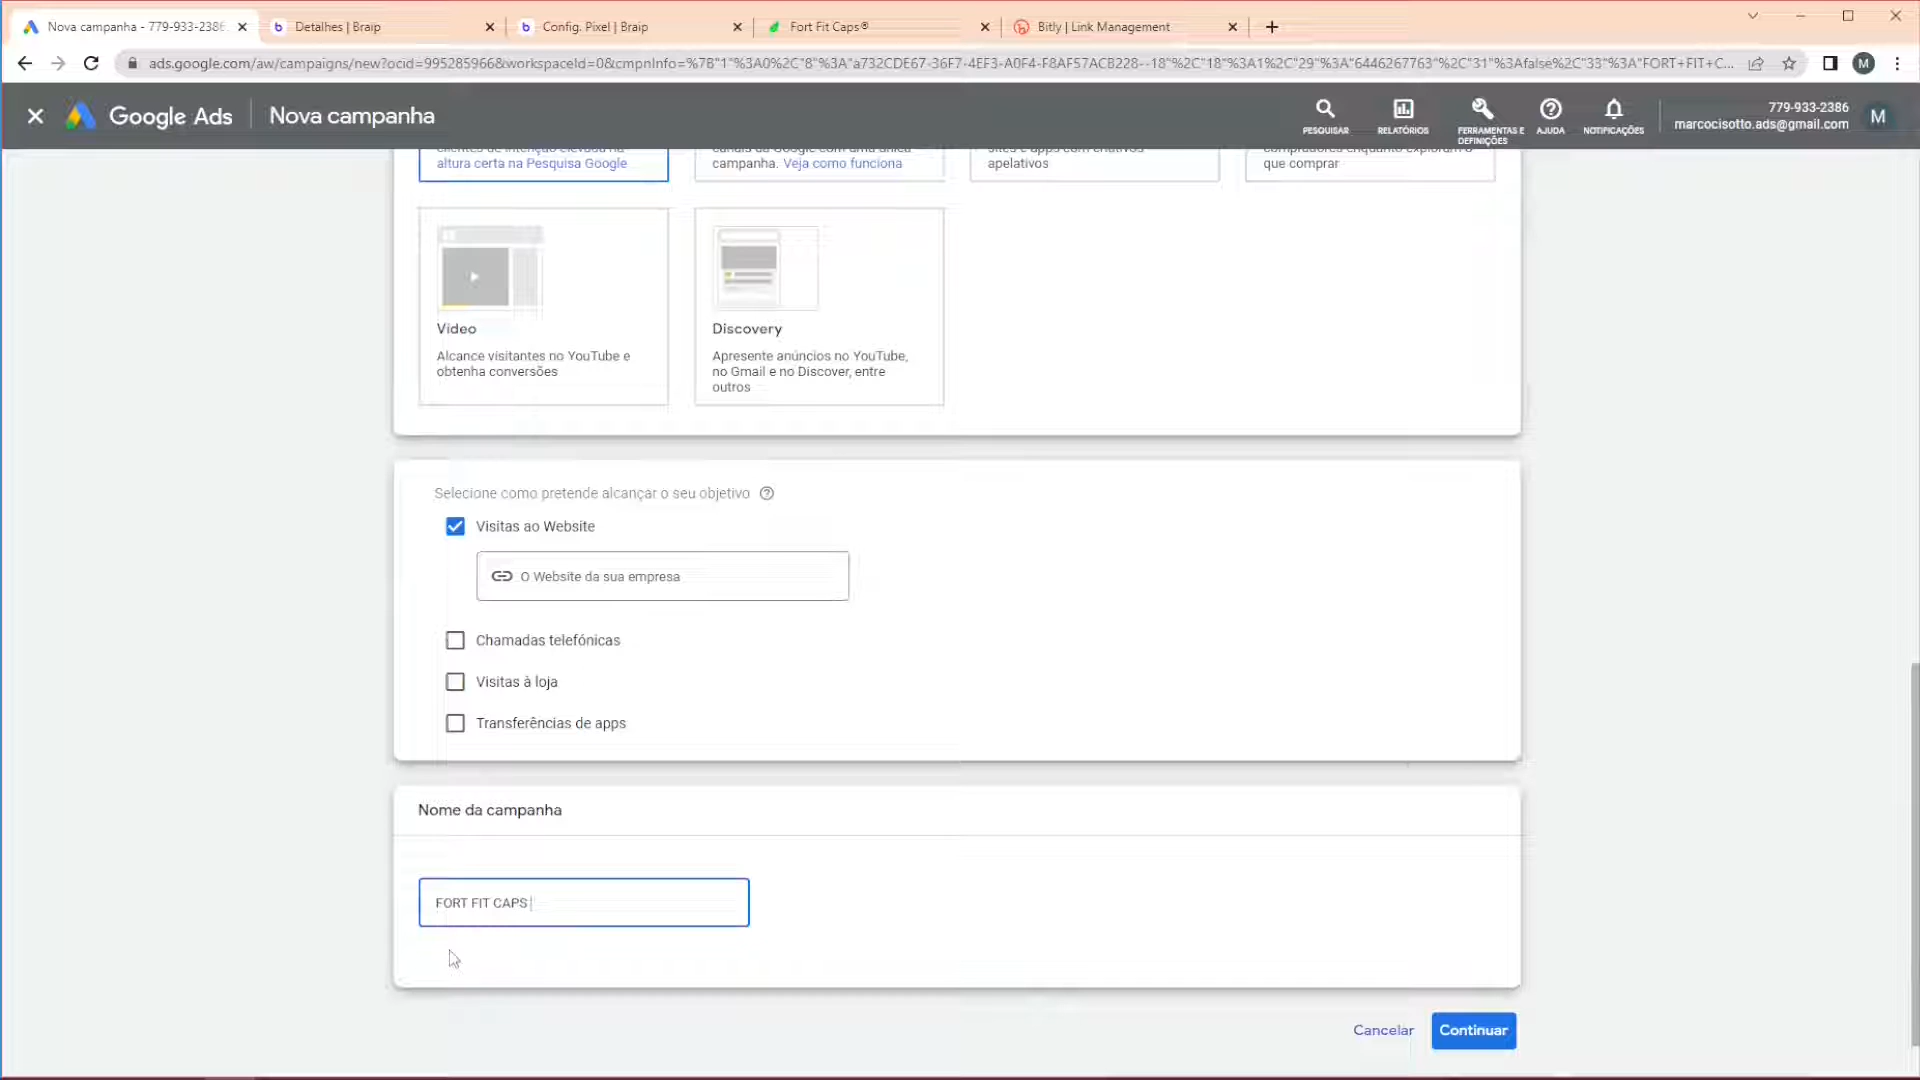 Nova campanha - 779-933-2386
Detalhes | Braip
Config. Pixel | Braip
Fort Fit Caps®
Bitly | Link Management
ads.google.com/aw/campaigns/new?ocid=995285966&workspaceId=0&cmpnInfo=%7B"1"%3A0%2C"8"%3A"a732CDE67-36F7-4EF3-A0F4-F8AF57ACB228--18"%2C"18"%3A1%2C"29"%3A"6446267763"%2C"31"%3Afalse%2C"33"%3A"FORT+FIT+C...
M
Google Ads
Nova campanha
PESQUISAR
RELATÓRIOS
FERRAMENTAS E
DEFINIÇÕES
AJUDA
NOTIFICAÇÕES
779-933-2386
marcocisotto.ads@gmail.com
M
clientes de intenção elevada na
altura certa na Pesquisa Google
canais da Google com uma única
campanha. Veja como funciona
sites e apps com criativos
apelativos
compradores enquanto exploram o
que comprar
Vídeo
Alcance visitantes no YouTube e
obtenha conversões
Discovery
Apresente anúncios no YouTube,
no Gmail e no Discover, entre
outros
Selecione como pretende alcançar o seu objetivo
Visitas ao Website
O Website da sua empresa
Chamadas telefónicas
Visitas à loja
Transferências de apps
Nome da campanha
FORT FIT CAPS
Cancelar
Continuar